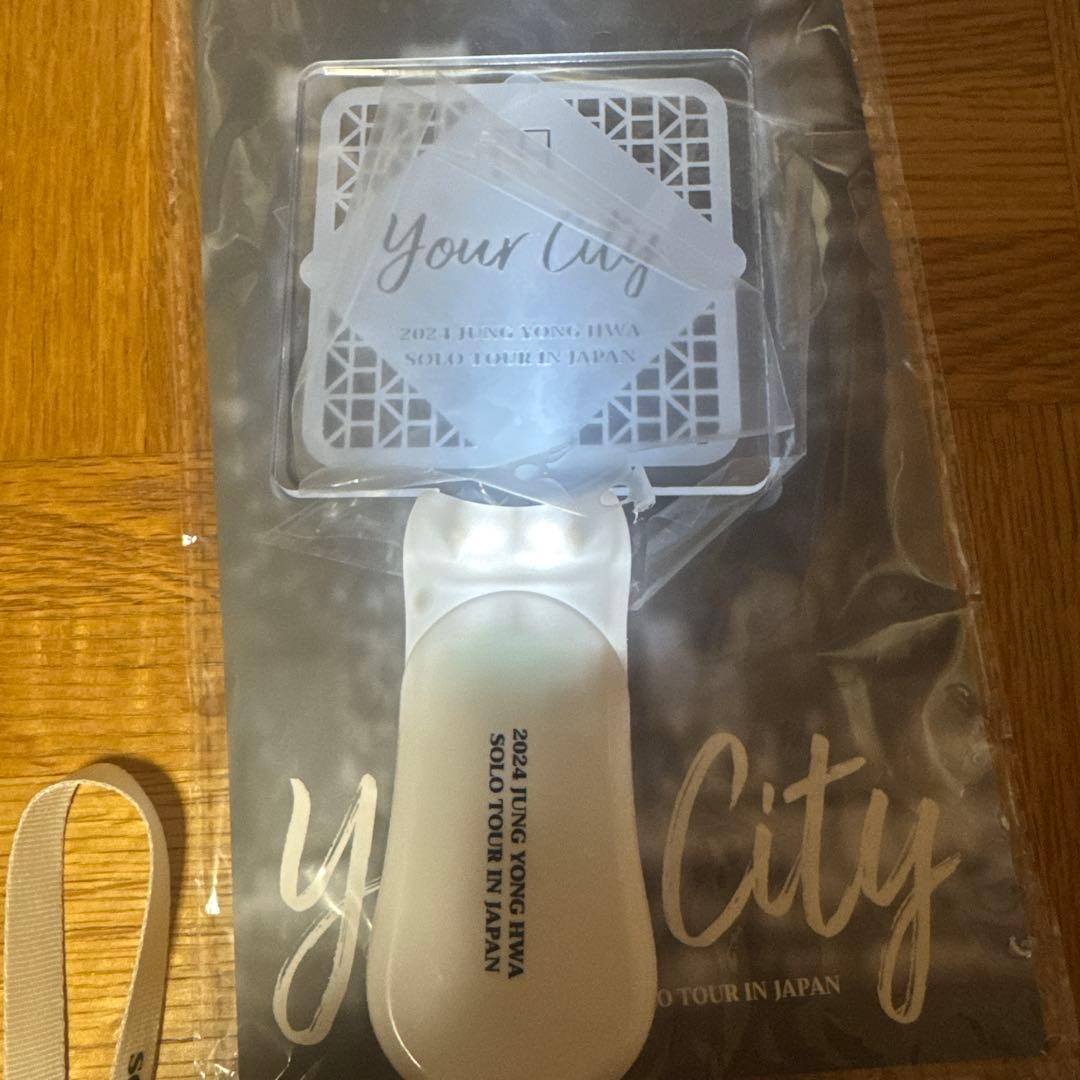 Your City
2024 JUNG YONG HWA
SOLO TOUR IN JAPAN
2024 JUNG YONG HWA
SOLO TOUR IN JAPAN
City
TOUR IN JAPAN